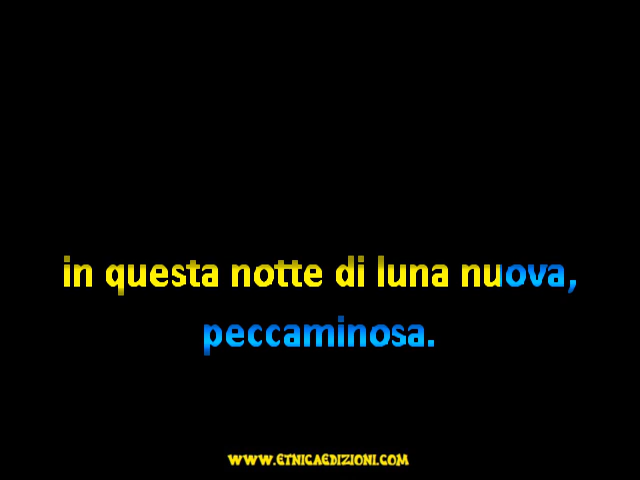 in questa notte di luna nuova,
peccaminosa.
WWW.ETNICAEDIZIONI.COM